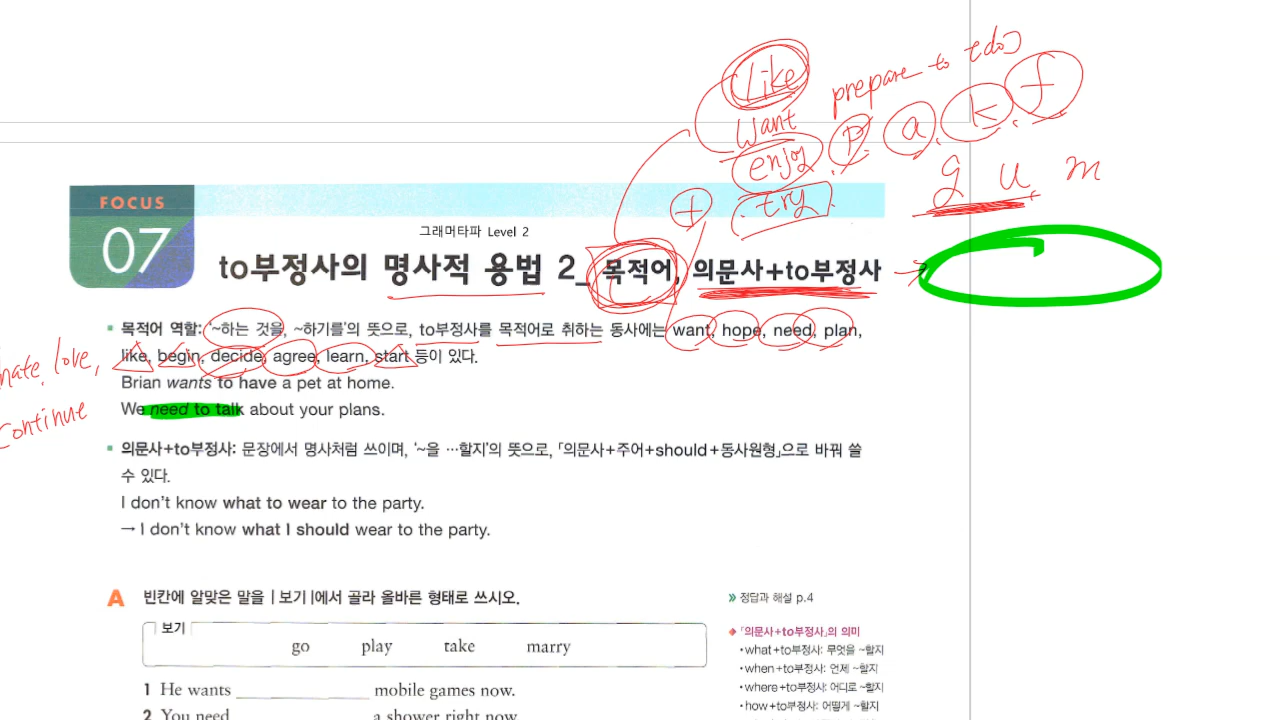 like
prepare to (do)
want
p. a. k. f
enjoy
g u. m
try
FOCUS
07
그래머타파 Level 2
to부정사의 명사적 용법 2_ 목적어, 의문사+to부정사
목적어 역할: ‘~하는 것을, ~하기를’의 뜻으로, to부정사를 목적어로 취하는 동사에는 want, hope, need, plan,
like, begin, decide, agree, learn, start 등이 있다.
hate, love,
continue
Brian wants to have a pet at home.
We need to talk about your plans.
의문사+to부정사: 문장에서 명사처럼 쓰이며, ‘~을 …할지’의 뜻으로, 「의문사+주어+should+동사원형」으로 바꿔 쓸
수 있다.
I don’t know what to wear to the party.
→ I don’t know what I should wear to the party.
A 빈칸에 알맞은 말을 |보기|에서 골라 올바른 형태로 쓰시오.
보기
go play take marry
1 He wants ____________ mobile games now.
2 You need ____________ a shower right now.
» 정답과 해설 p.4
「의문사+to부정사」의 의미
•what+to부정사: 무엇을 ~할지
•when+to부정사: 언제 ~할지
•where+to부정사: 어디로 ~할지
•how+to부정사: 어떻게 ~할지